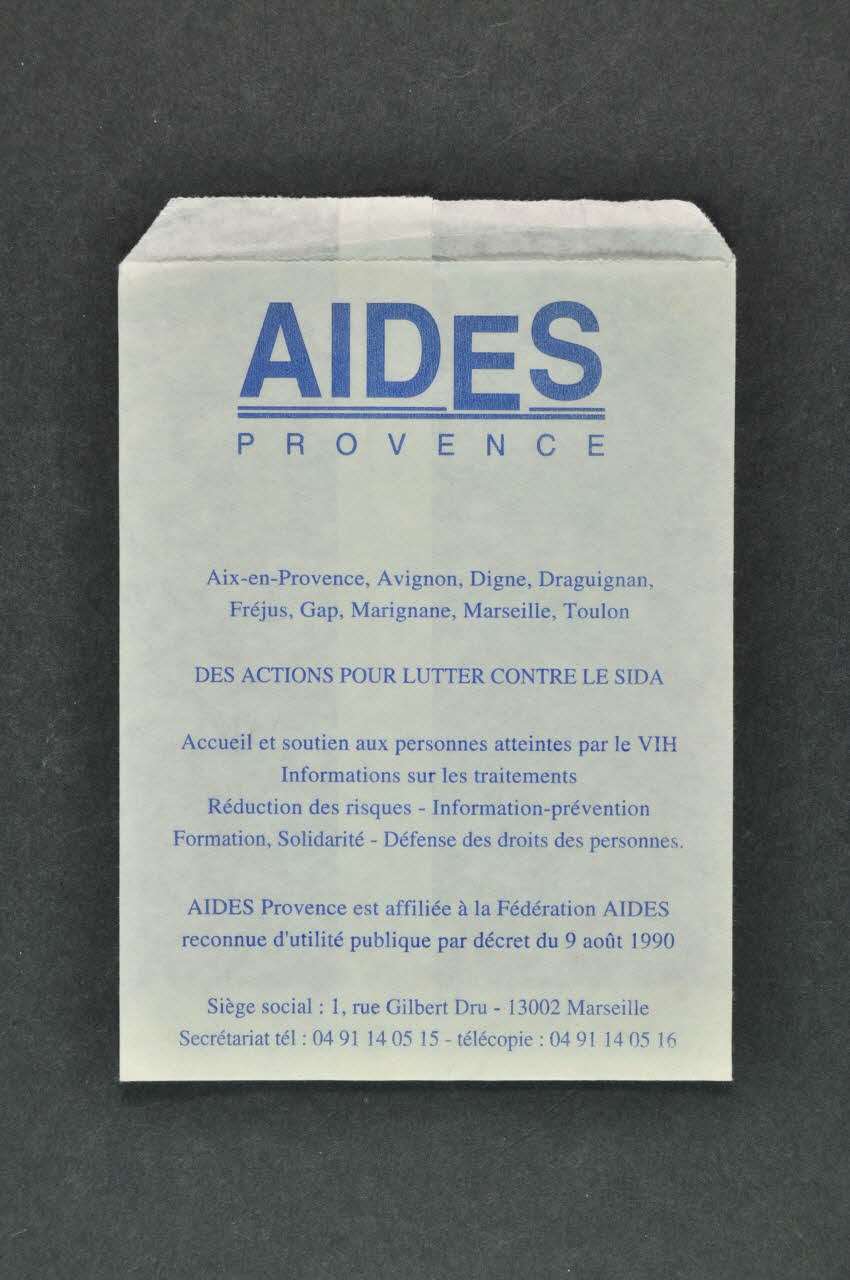 AIDES
PROVENCE
Aix-en-Provence, Avignon, Digne, Draguignan,
Fréjus, Gap, Marignane, Marseille, Toulon
DES ACTIONS POUR LUTTER CONTRE LE SIDA
Accueil et soutien aux personnes atteintes par le VIH
Informations sur les traitements
Réduction des risques - Information-prévention
Formation, Solidarité - Défense des droits des personnes.
AIDES Provence est affiliée à la Fédération AIDES
reconnue d'utilité publique par décret du 9 août 1990
Siège social : 1, rue Gilbert Dru - 13002 Marseille
Secrétariat tél : 04 91 14 05 15 - télécopie : 04 91 14 05 16